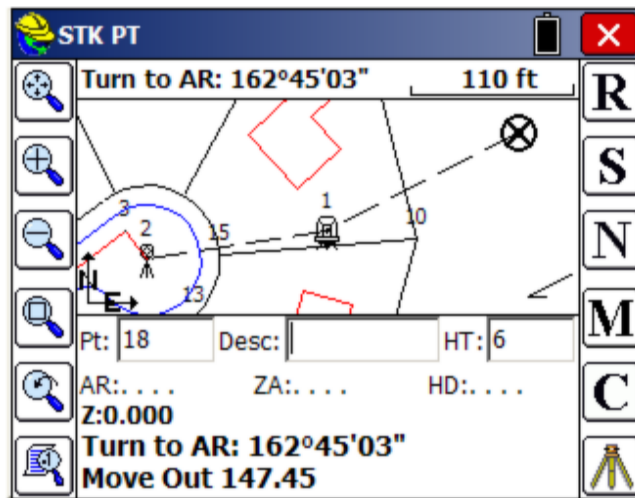 STK PT
Turn to AR: 162°45'03" 110 ft
R
S
N
M
C
3
2
15
1
10
13
N
E
Pt: 18 Desc: HT: 6
AR:. . . . ZA:. . . . HD:. . . .
Z:0.000
Turn to AR: 162°45'03"
Move Out 147.45